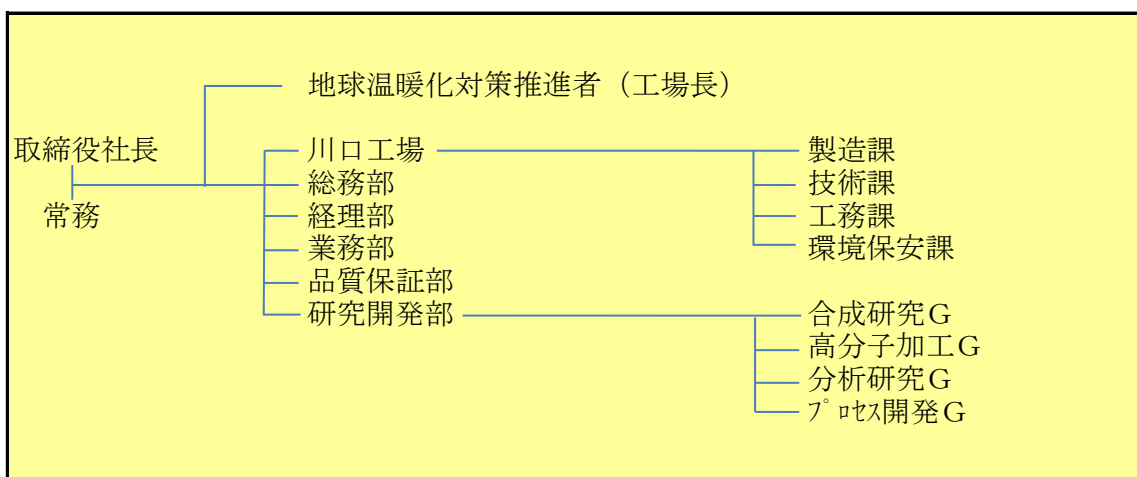 地球温暖化対策推進者（工場長）
取締役社長
川口工場
製造課
総務部
技術課
常務
経理部
工務課
業務部
環境保安課
品質保証部
研究開発部
合成研究Ｇ
高分子加工Ｇ
分析研究Ｇ
ﾌﾟﾛｾｽ開発Ｇ